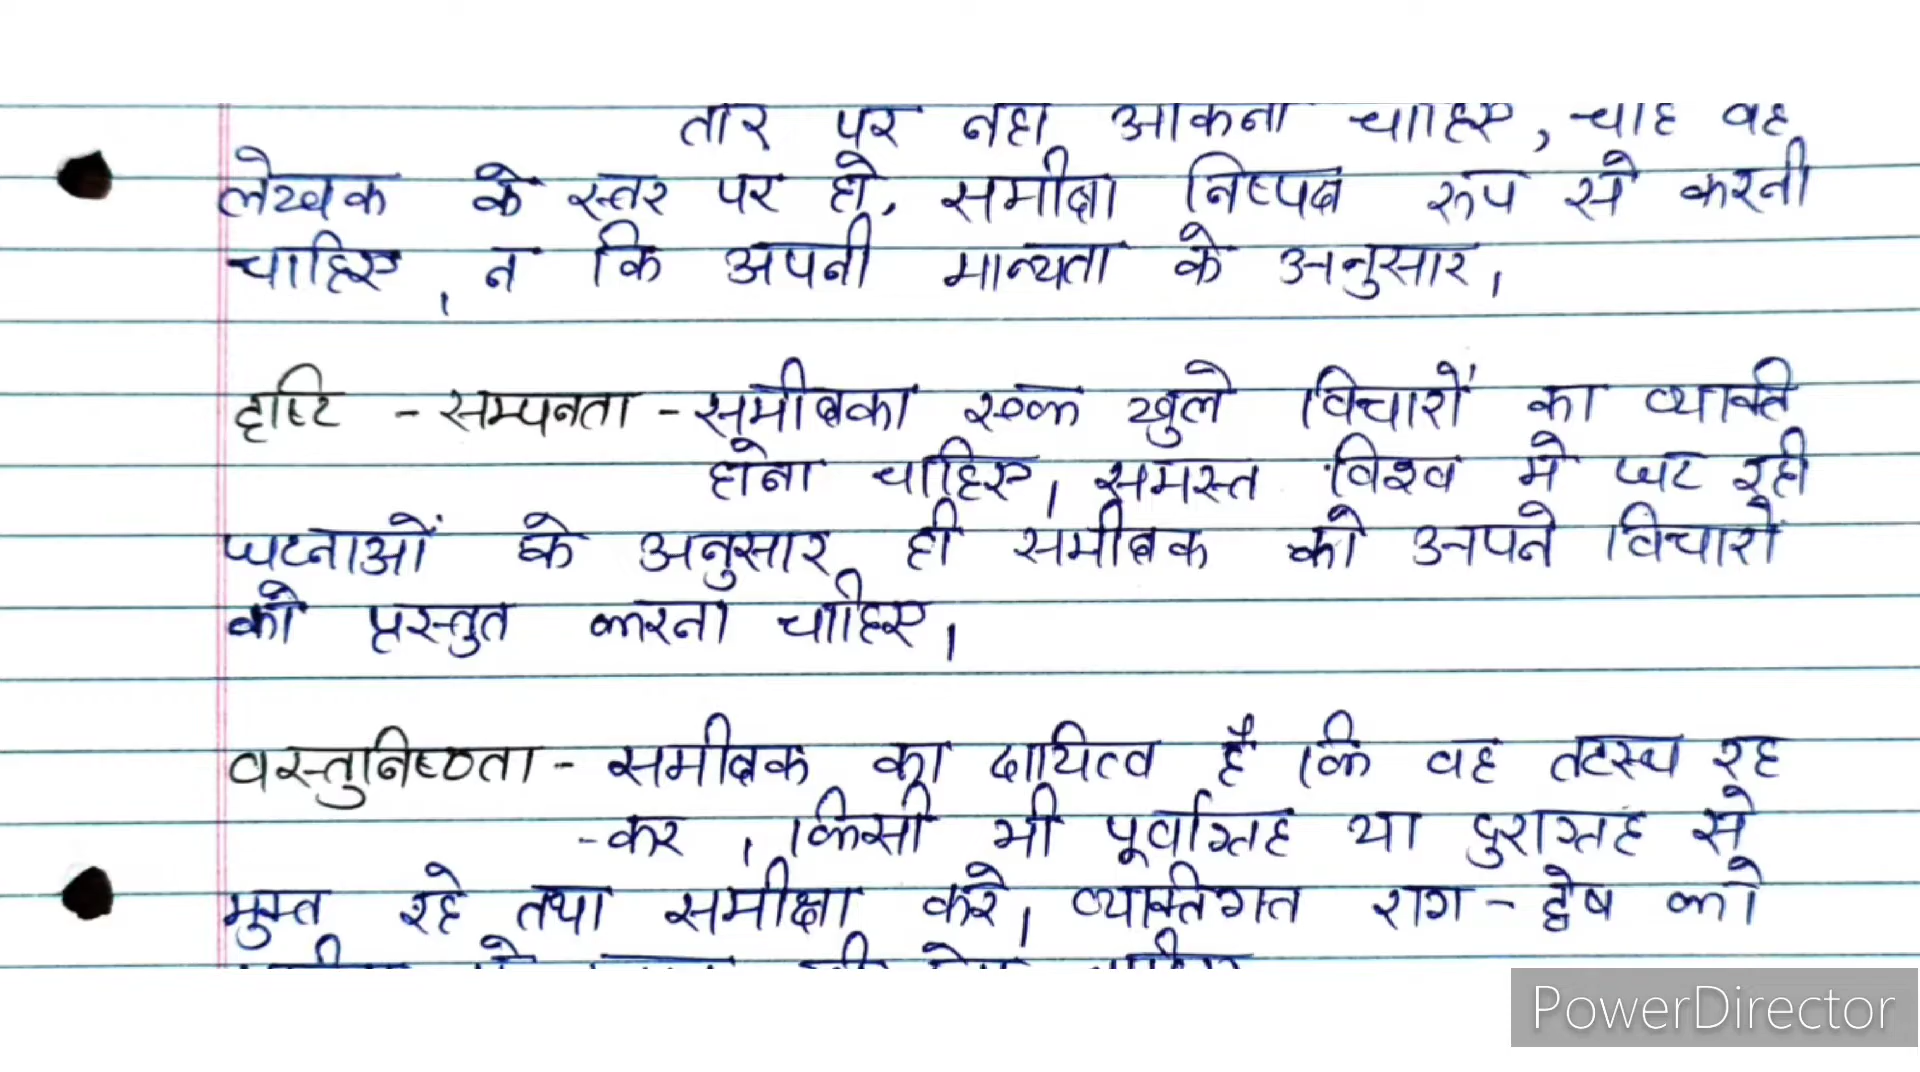 तौर पर नहीं आंकना चाहिए, चाहे वह
लेखक के स्तर पर हो, समीक्षा निष्पक्ष रूप से करनी
चाहिए, न कि अपनी मान्यता के अनुसार।
दृष्टि - सम्पनता - समीक्षका एक खुले विचारों का व्यक्ति
होना चाहिए। समस्त विश्व मे घट रही
घटनाओं के अनुसार ही समीक्षक को अपने विचारो
को प्रस्तुत करना चाहिए।
वस्तुनिष्ठता - समीक्षक का दायित्व है कि वह तटस्थ रह
-कर, किसी भी पूर्वाग्रह या दुराग्रह से
मुक्त रहे तथा समीक्षा करे। व्यक्तिगत राग - द्वेष को
PowerDirector